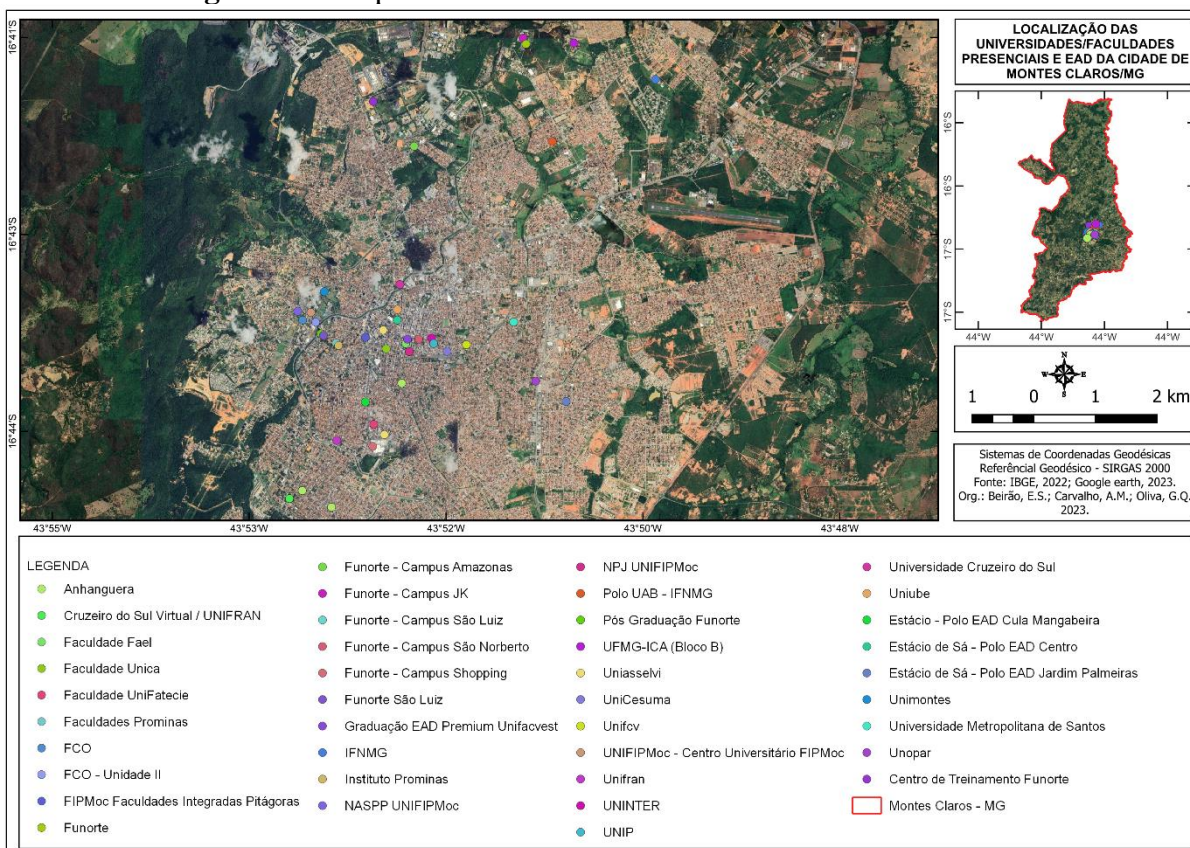 LOCALIZAÇÃO DAS
UNIVERSIDADES/FACULDADES
PRESENCIAIS E EAD DA CIDADE DE
MONTES CLAROS/MG
16°41'S
16°43'S
16°44'S
43°55'W
43°53'W
43°52'W
43°50'W
43°48'W
16°S
16°S
17°S
17°S
44°W
44°W
44°W
44°W
N
W
E
S
1 0 1 2 km
Sistemas de Coordenadas Geodésicas
Referêncial Geodésico - SIRGAS 2000
Fonte: IBGE, 2022; Google earth, 2023.
Org.: Beirão, E.S.; Carvalho, A.M.; Oliva, G.Q.
2023.
LEGENDA
Anhanguera
Cruzeiro do Sul Virtual / UNIFRAN
Faculdade Fael
Faculdade Unica
Faculdade UniFatecie
Faculdades Prominas
FCO
FCO - Unidade II
FIPMoc Faculdades Integradas Pitágoras
Funorte
Funorte - Campus Amazonas
Funorte - Campus JK
Funorte - Campus São Luiz
Funorte - Campus São Norberto
Funorte - Campus Shopping
Funorte São Luiz
Graduação EAD Premium Unifacvest
IFNMG
Instituto Prominas
NASPP UNIFIPMoc
NPJ UNIFIPMoc
Polo UAB - IFNMG
Pós Graduação Funorte
UFMG-ICA (Bloco B)
Uniasselvi
UniCesuma
Unifcv
UNIFIPMoc - Centro Universitário FIPMoc
Unifran
UNINTER
UNIP
Universidade Cruzeiro do Sul
Uniube
Estácio - Polo EAD Cula Mangabeira
Estácio de Sá - Polo EAD Centro
Estácio de Sá - Polo EAD Jardim Palmeiras
Unimontes
Universidade Metropolitana de Santos
Unopar
Centro de Treinamento Funorte
Montes Claros - MG